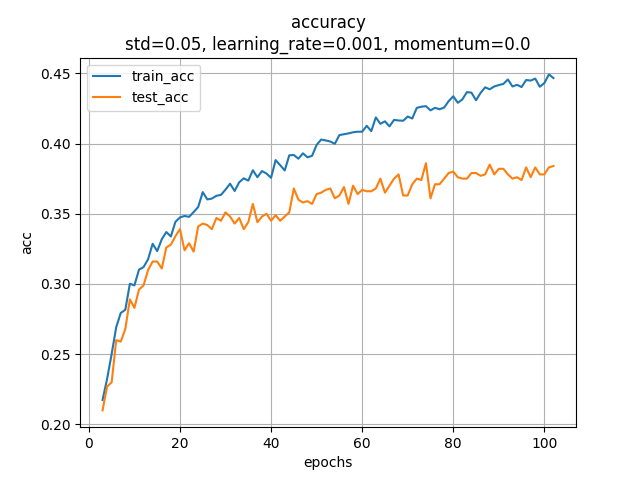 accuracy
std=0.05, learning_rate=0.001, momentum=0.0
train_acc
test_acc
0.45
0.40
0.35
0.30
0.25
0.20
acc
0
20
40
60
80
100
epochs